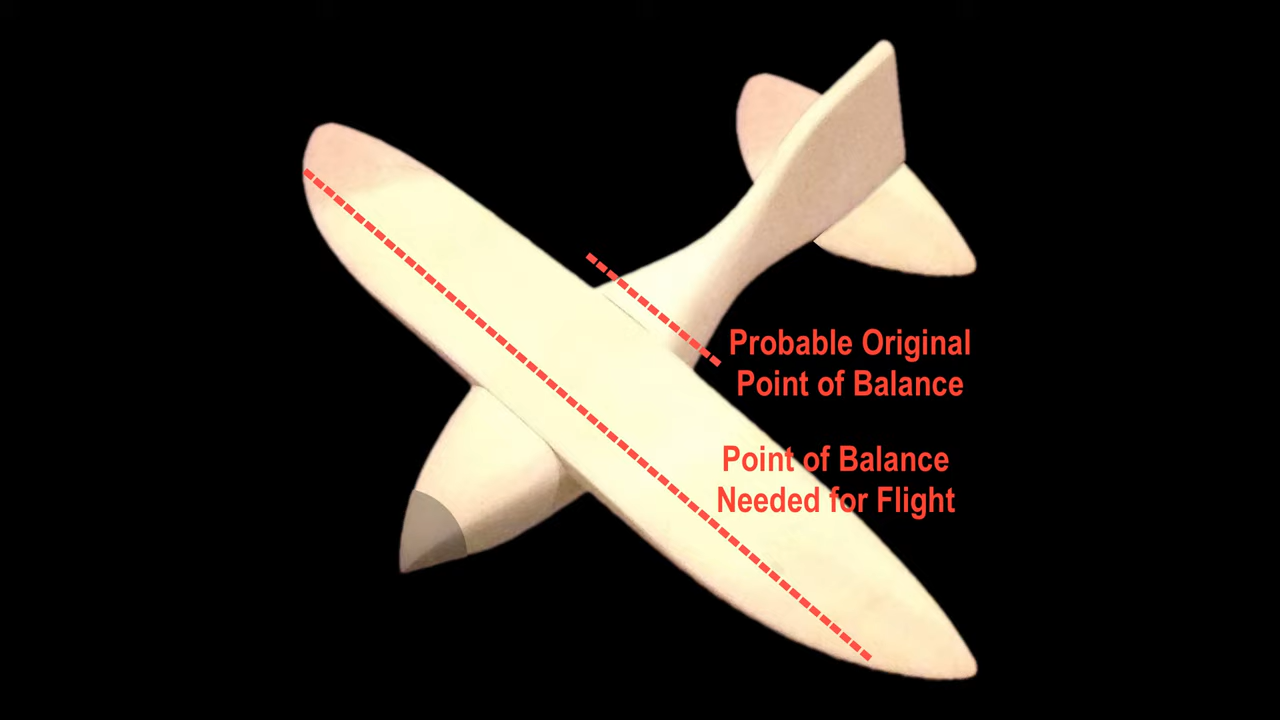 Probable Original
Point of Balance
Point of Balance
Needed for Flight